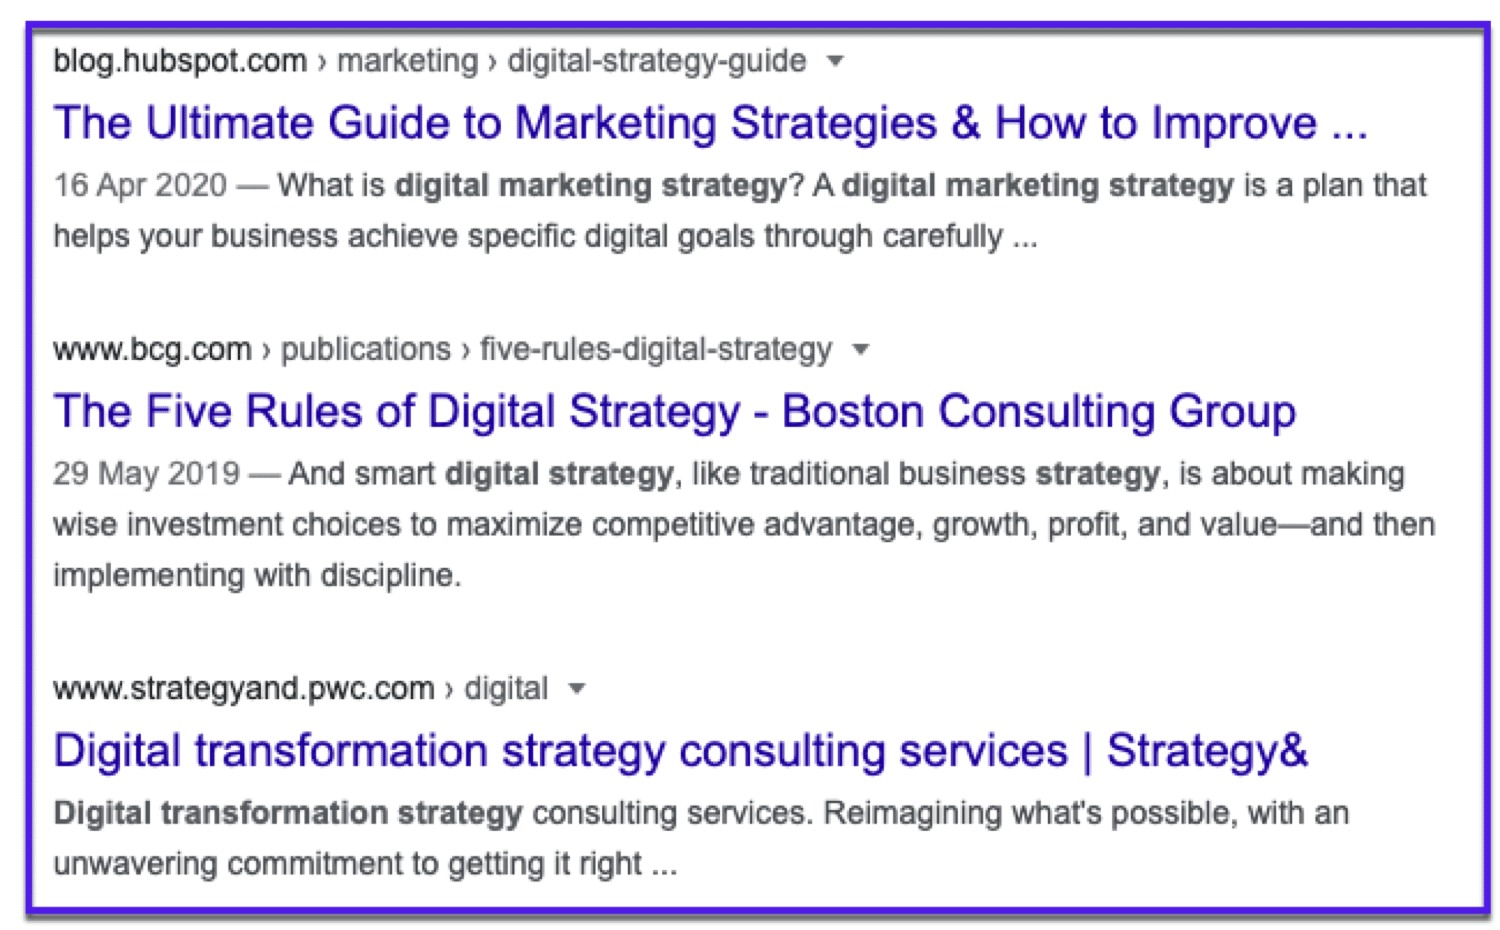 blog.hubspot.com › marketing › digital-strategy-guide
The Ultimate Guide to Marketing Strategies & How to Improve ...
16 Apr 2020 — What is digital marketing strategy? A digital marketing strategy is a plan that
helps your business achieve specific digital goals through carefully ...
www.bcg.com › publications › five-rules-digital-strategy
The Five Rules of Digital Strategy - Boston Consulting Group
29 May 2019 — And smart digital strategy, like traditional business strategy, is about making
wise investment choices to maximize competitive advantage, growth, profit, and value—and then
implementing with discipline.
www.strategyand.pwc.com › digital
Digital transformation strategy consulting services | Strategy&
Digital transformation strategy consulting services. Reimagining what's possible, with an
unwavering commitment to getting it right ...